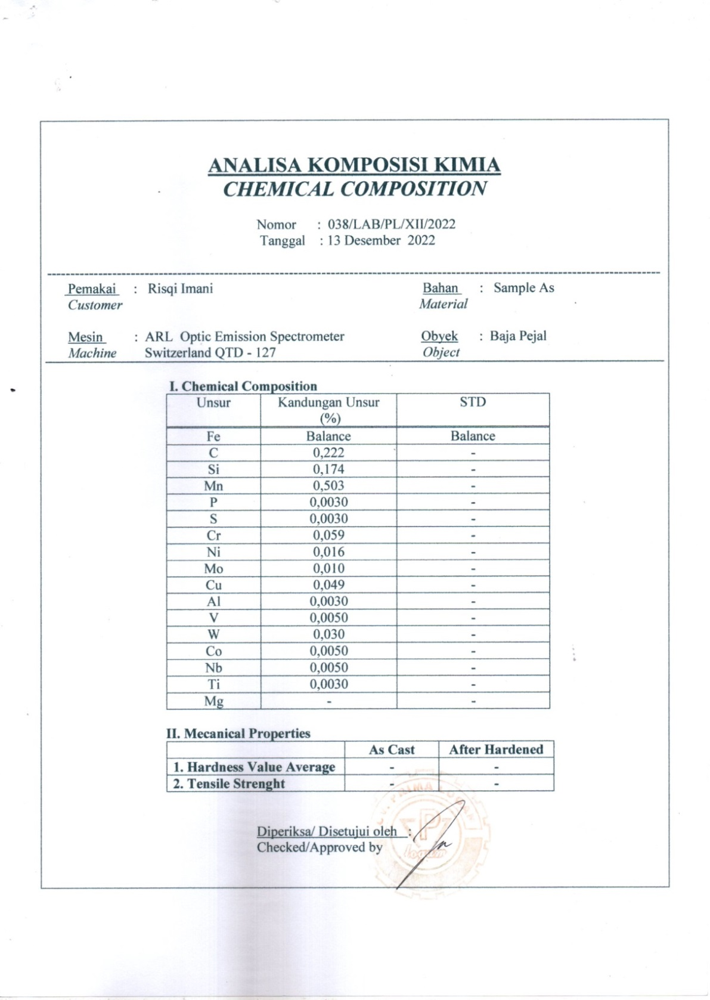 ANALISA KOMPOSISI KIMIA
CHEMICAL COMPOSITION
Nomor : 038/LAB/PL/XII/2022
Tanggal : 13 Desember 2022
Pemakai : Risqi Imani Bahan : Sample As
Customer Material
Mesin : ARL Optic Emission Spectrometer Obyek : Baja Pejal
Machine Switzerland QTD - 127 Object
I. Chemical Composition
Unsur Kandungan Unsur STD
(%)
Fe Balance Balance
C 0,222 -
Si 0,174 -
Mn 0,503 -
P 0,0030 -
S 0,0030 -
Cr 0,059 -
Ni 0,016 -
Mo 0,010 -
Cu 0,049 -
Al 0,0030 -
V 0,0050 -
W 0,030 -
Co 0,0050 -
Nb 0,0050 -
Ti 0,0030 -
Mg - -
II. Mecanical Properties
As Cast After Hardened
1. Hardness Value Average - -
2. Tensile Strenght - -
CV. PRIMA LOGAM
Diperiksa/ Disetujui oleh :
Checked/Approved by
logam